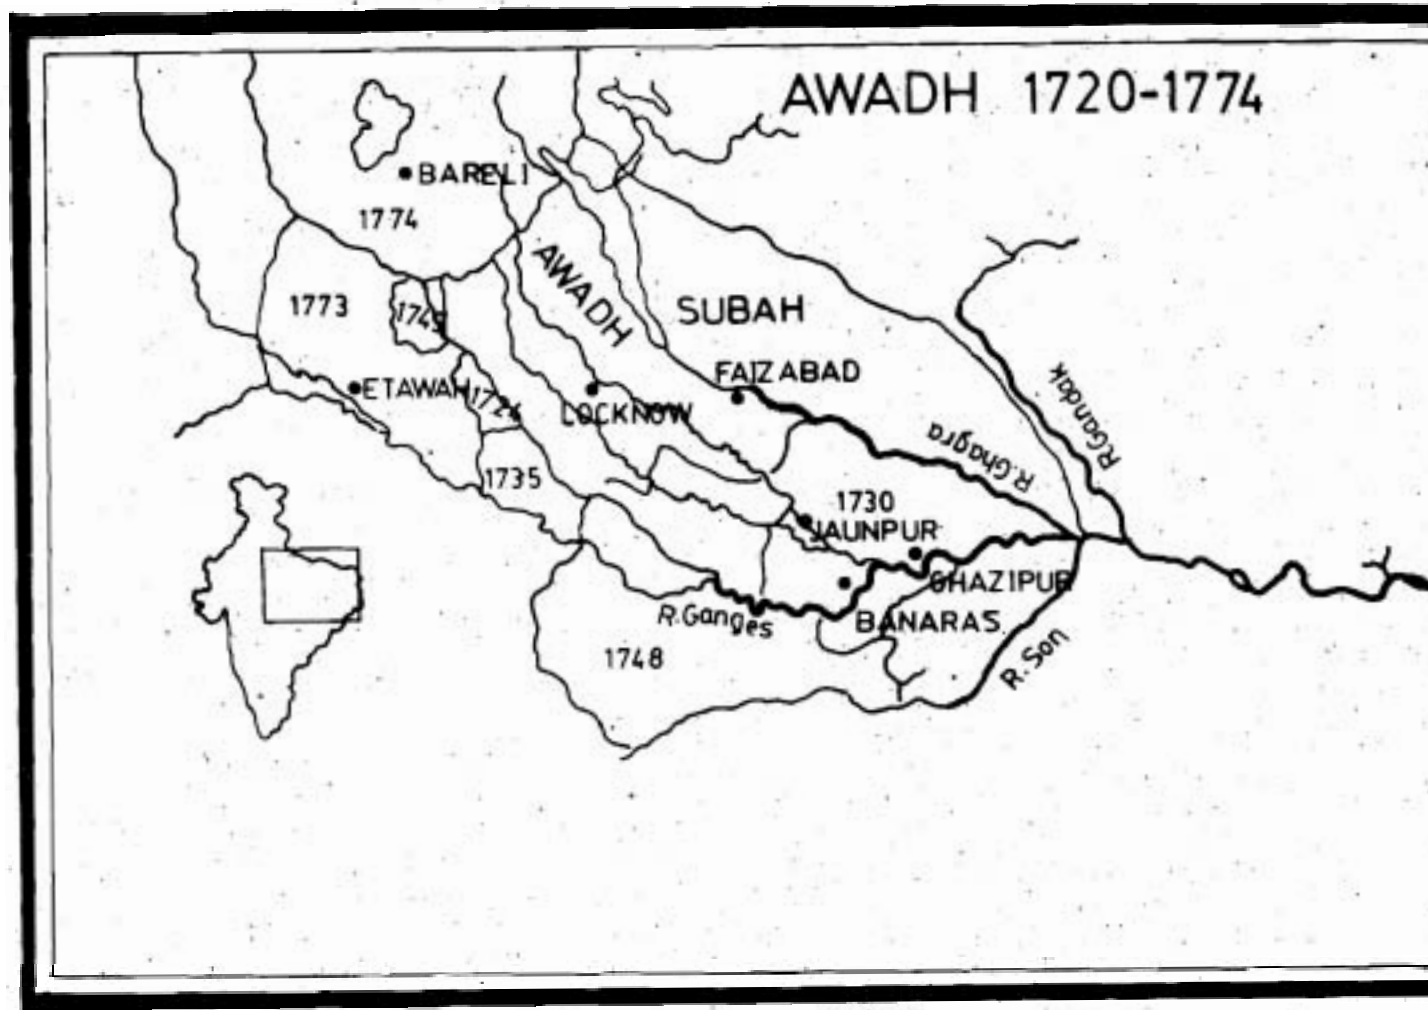 AWADH 1720-1774
BARELI
1774
AWADH
SUBAH
1773
1745
FAIZABAD
ETAWAH
1724
LOCKNOW
R.Gandak
R.Ghagra
1735
1730
JAUNPUR
GHAZIPUR
R.Ganges
BANARAS
1748
R.Son